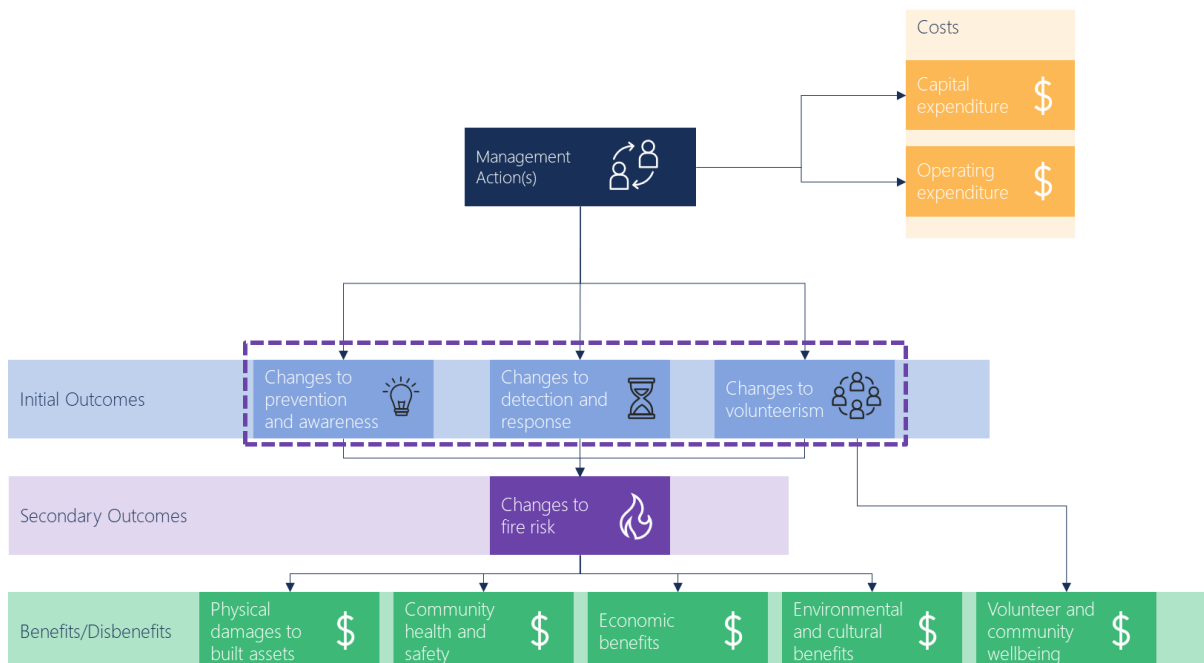 Costs
Capital
expenditure
$
Management
Action(s)
Operating
expenditure
$
Initial Outcomes
Changes to
prevention
and awareness
Changes to
detection and
response
Changes to
volunteerism
Secondary Outcomes
Changes to
fire risk
Benefits/Disbenefits
Physical
damages to
built assets
$
Community
health and
safety
$
Economic
benefits
$
Environmental
and cultural
benefits
$
Volunteer and
community
wellbeing
$